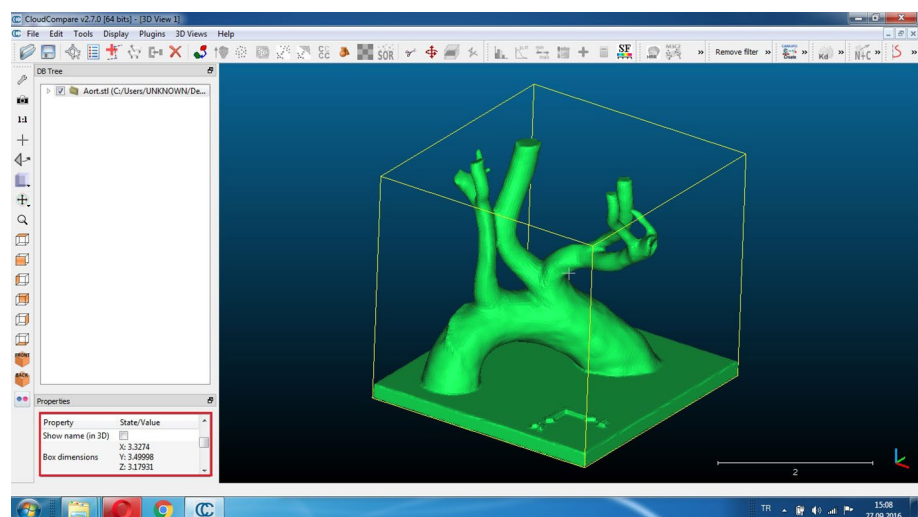 CloudCompare v2.7.0 [64 bits] - [3D View 1]
File Edit Tools Display Plugins 3D Views Help
SOR
SF
Remove filter
Kd
N+C
DB Tree
Aort.stl (C:/Users/UNKNOWN/De...
1:1
FRONT
BACK
Properties
Property State/Value
Show name (in 3D)
Box dimensions
X: 3.3274
Y: 3.49998
Z: 3.17931
2
TR
15:08
27.09.2016